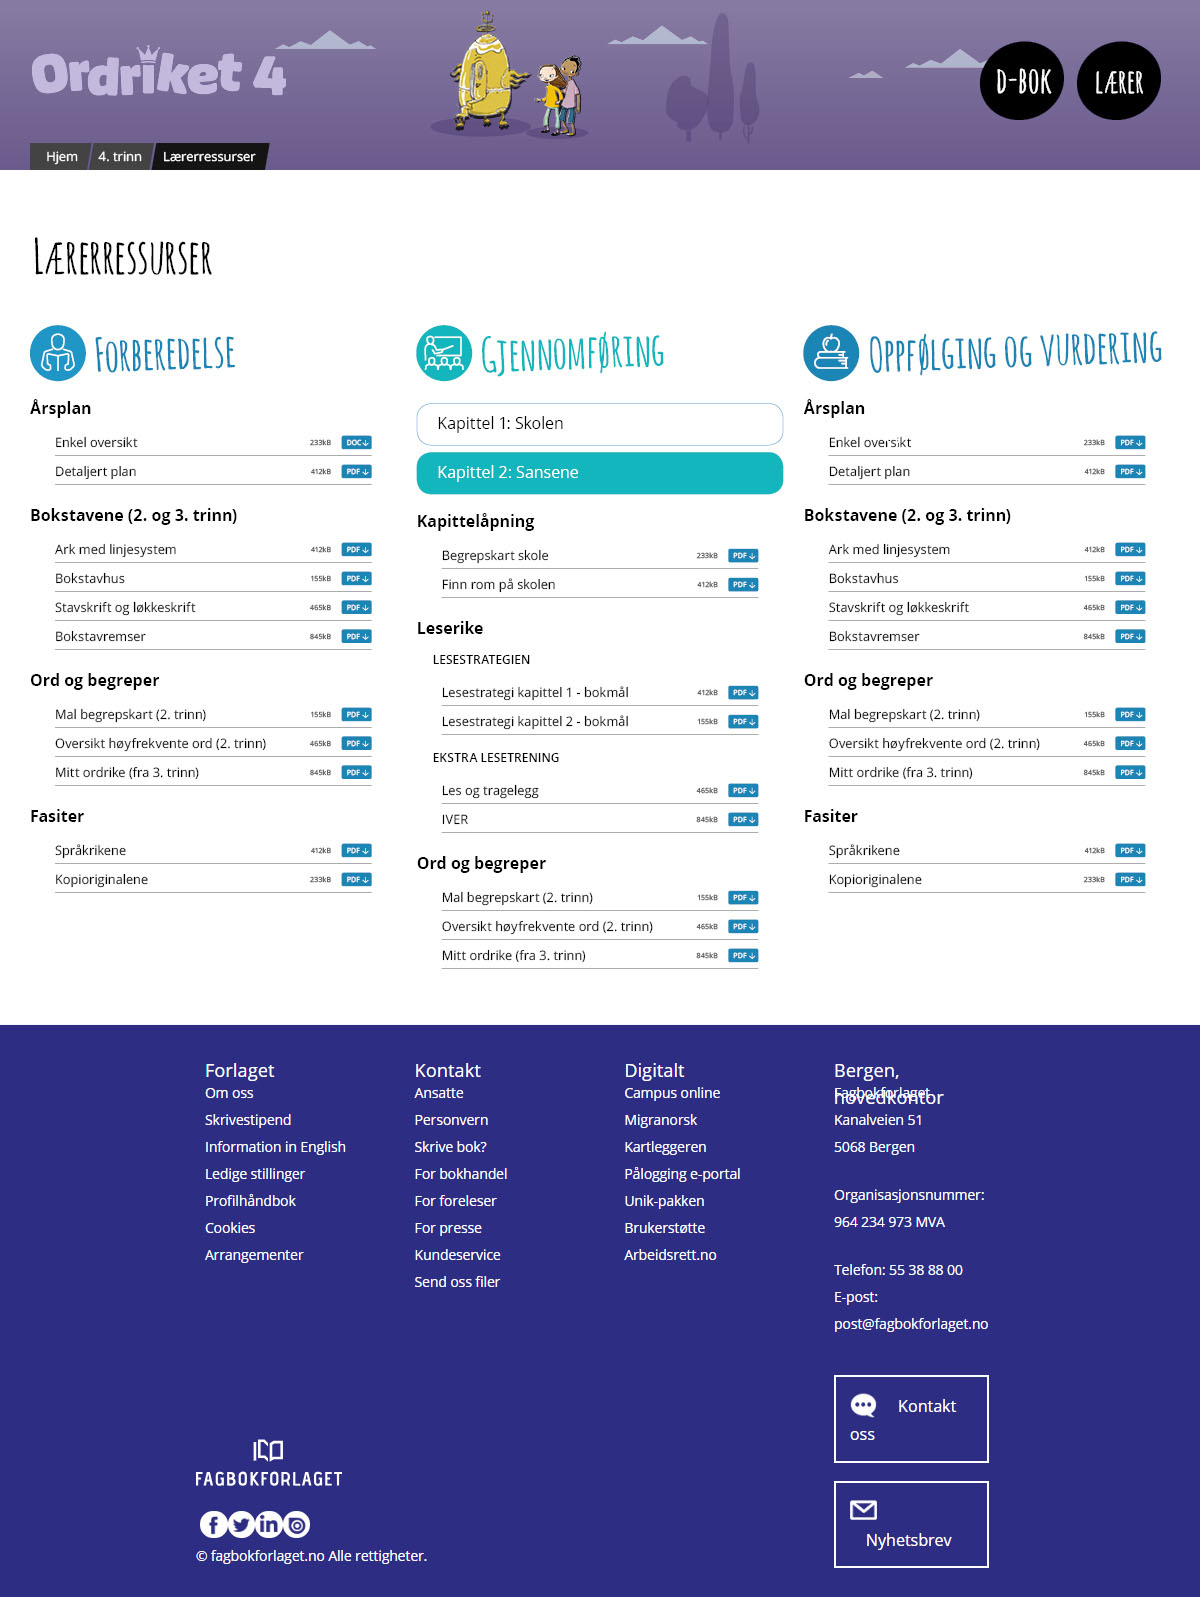 Ordriket 4
D-BOK
LÆRER
Hjem
4. trinn
Lærerressurser
LÆRERRESSURSER
FORBEREDELSE
Årsplan
Enkel oversikt 233kB DOC
Detaljert plan 412kB PDF
Bokstavene (2. og 3. trinn)
Ark med linjesystem 412kB PDF
Bokstavhus 155kB PDF
Stavskrift og løkkeskrift 465kB PDF
Bokstavremser 845kB PDF
Ord og begreper
Mal begrepskart (2. trinn) 155kB PDF
Oversikt høyfrekvente ord (2. trinn) 465kB PDF
Mitt ordrike (fra 3. trinn) 845kB PDF
Fasiter
Språkrikene 412kB PDF
Kopioriginalene 233kB PDF
GJENNOMFØRING
Kapittel 1: Skolen
Kapittel 2: Sansene
Kapittelåpning
Begrepskart skole 233kB PDF
Finn rom på skolen 412kB PDF
Leserike
LESESTRATEGIEN
Lesestrategi kapittel 1 - bokmål 412kB PDF
Lesestrategi kapittel 2 - bokmål 155kB PDF
EKSTRA LESETRENING
Les og tragelegg 465kB PDF
IVER 845kB PDF
Ord og begreper
Mal begrepskart (2. trinn) 155kB PDF
Oversikt høyfrekvente ord (2. trinn) 465kB PDF
Mitt ordrike (fra 3. trinn) 845kB PDF
OPPFØLGING OG VURDERING
Årsplan
Enkel oversikt 233kB PDF
Detaljert plan 412kB PDF
Bokstavene (2. og 3. trinn)
Ark med linjesystem 412kB PDF
Bokstavhus 155kB PDF
Stavskrift og løkkeskrift 465kB PDF
Bokstavremser 845kB PDF
Ord og begreper
Mal begrepskart (2. trinn) 155kB PDF
Oversikt høyfrekvente ord (2. trinn) 465kB PDF
Mitt ordrike (fra 3. trinn) 845kB PDF
Fasiter
Språkrikene 412kB PDF
Kopioriginalene 233kB PDF
Forlaget
Om oss
Skrivestipend
Information in English
Ledige stillinger
Profilhåndbok
Cookies
Arrangementer
Kontakt
Ansatte
Personvern
Skrive bok?
For bokhandel
For foreleser
For presse
Kundeservice
Send oss filer
Digitalt
Campus online
Migranorsk
Kartleggeren
Pålogging e-portal
Unik-pakken
Brukerstøtte
Arbeidsrett.no
Bergen,
hovedkontor
Fagbokforlaget
Kanalveien 51
5068 Bergen
Organisasjonsnummer:
964 234 973 MVA
Telefon: 55 38 88 00
E-post:
post@fagbokforlaget.no
Kontakt
oss
Nyhetsbrev
FAGBOKFORLAGET
© fagbokforlaget.no Alle rettigheter.